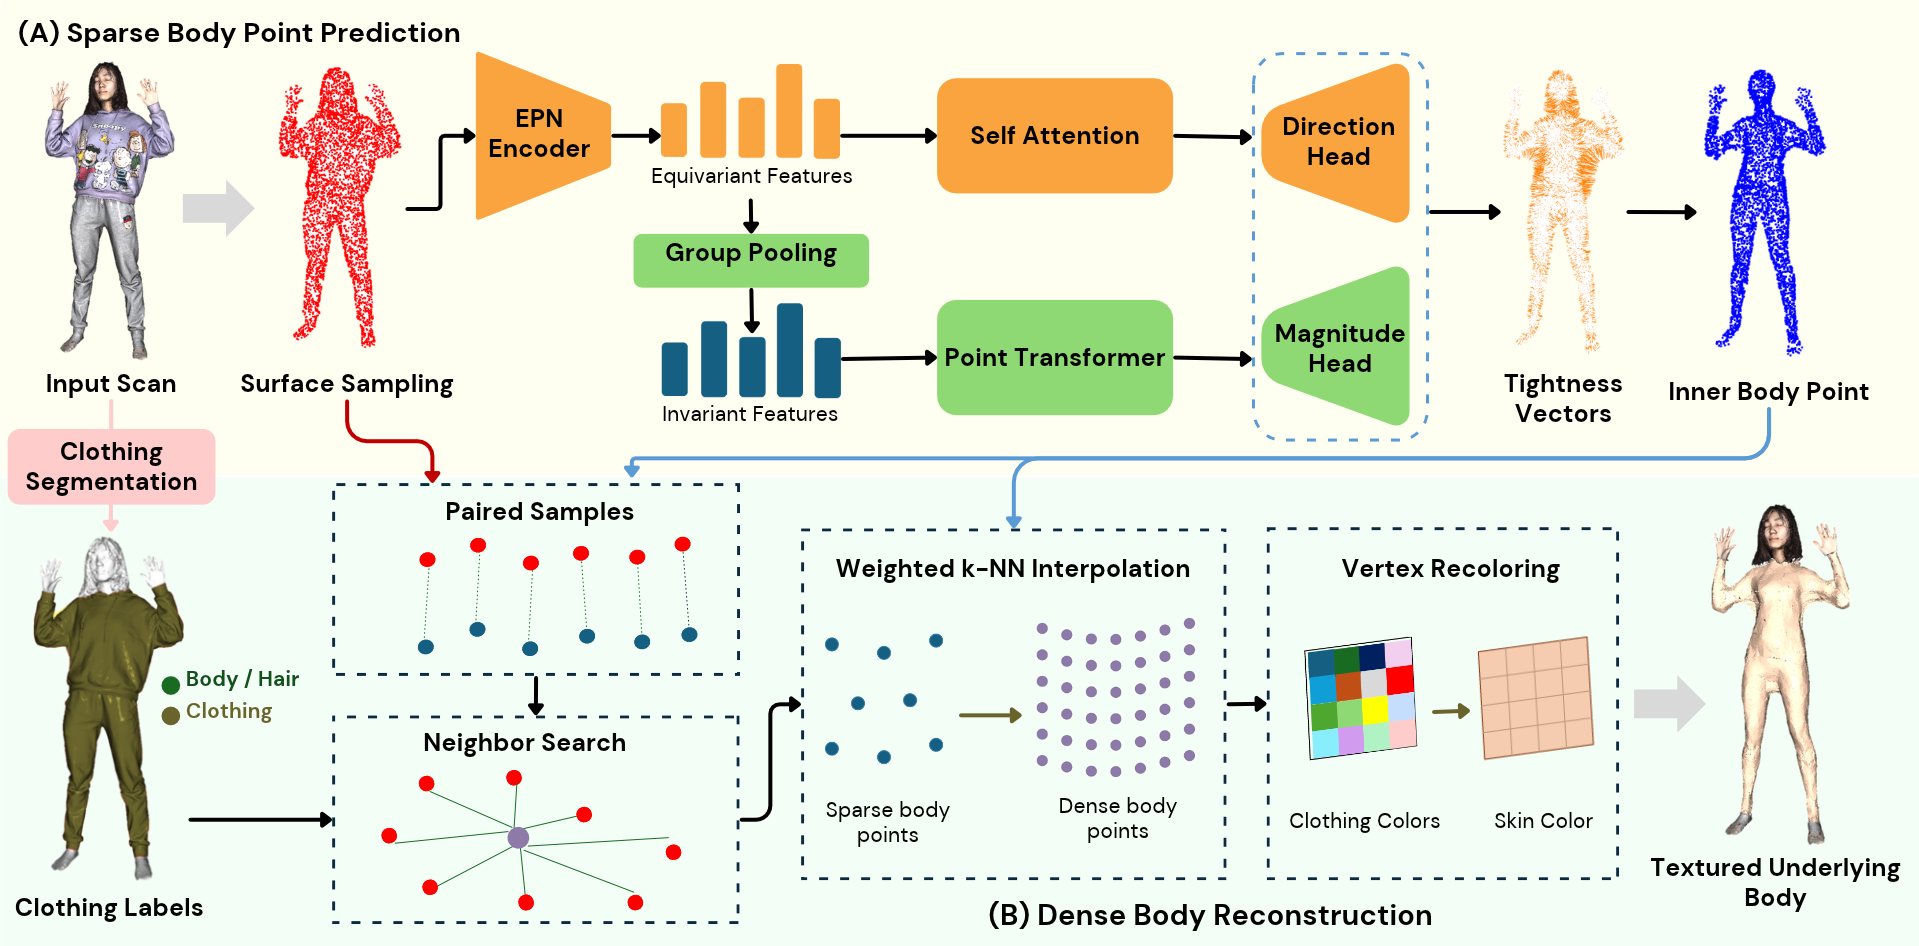 (A) Sparse Body Point Prediction
Snoopy
EPN
Encoder
Equivariant Features
Self Attention
Direction
Head
Group Pooling
Invariant Features
Point Transformer
Magnitude
Head
Input Scan
Surface Sampling
Tightness
Vectors
Inner Body Point
Clothing
Segmentation
Paired Samples
Body / Hair
Clothing
Neighbor Search
Clothing Labels
Weighted k-NN Interpolation
Sparse body
points
Dense body
points
Vertex Recoloring
Clothing Colors
Skin Color
Textured Underlying
Body
(B) Dense Body Reconstruction